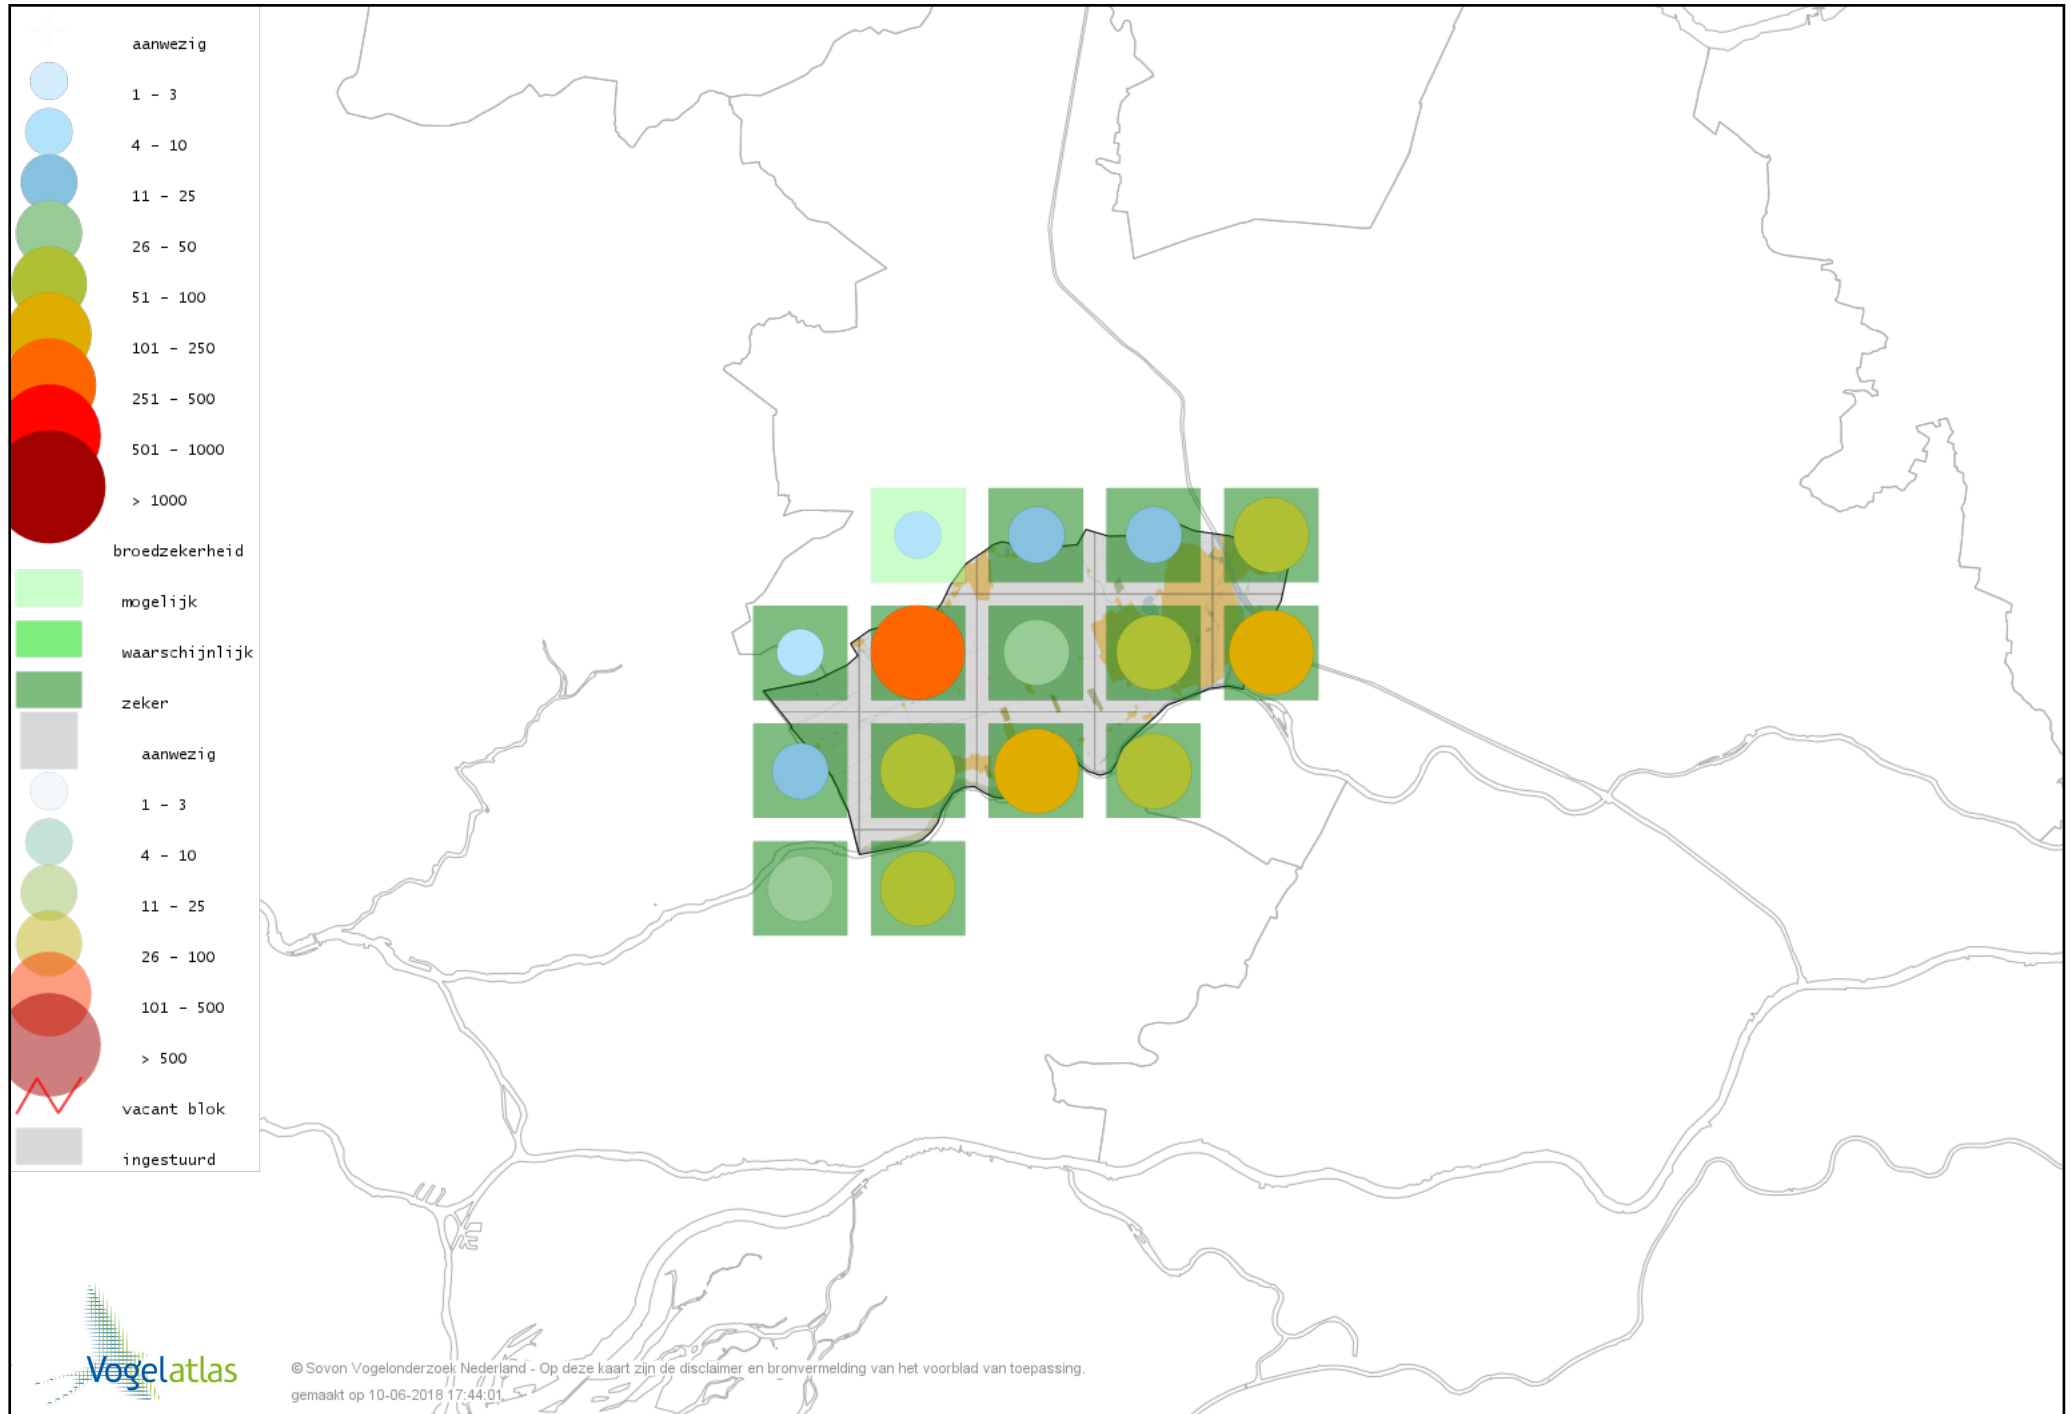 aanwezig
1 – 3
4 – 10
11 – 25
26 – 50
51 – 100
101 – 250
251 – 500
501 – 1000
> 1000
broedzekerheid
mogelijk
waarschijnlijk
zeker
aanwezig
1 – 3
4 – 10
11 – 25
26 – 100
101 – 500
> 500
vacant blok
ingestuurd
Vogelatlas
© Sovon Vogelonderzoek Nederland - Op deze kaart zijn de disclaimer en bronvermelding van het voorblad van toepassing.
gemaakt op 10-06-2018 17:44:01